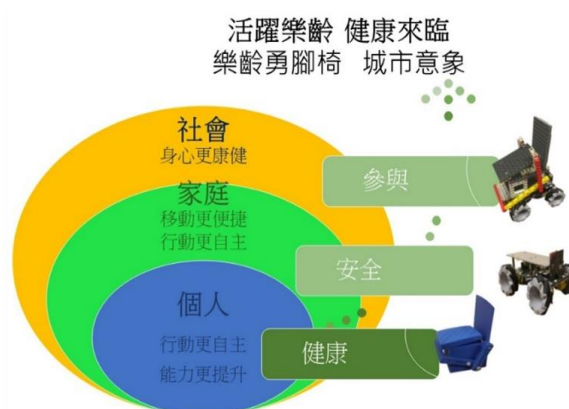 活躍樂齡 健康來臨
樂齡勇腳椅 城市意象
社會
身心更康健
參與
家庭
移動更便捷
行動更自主
安全
個人
行動更自主
能力更提升
健康